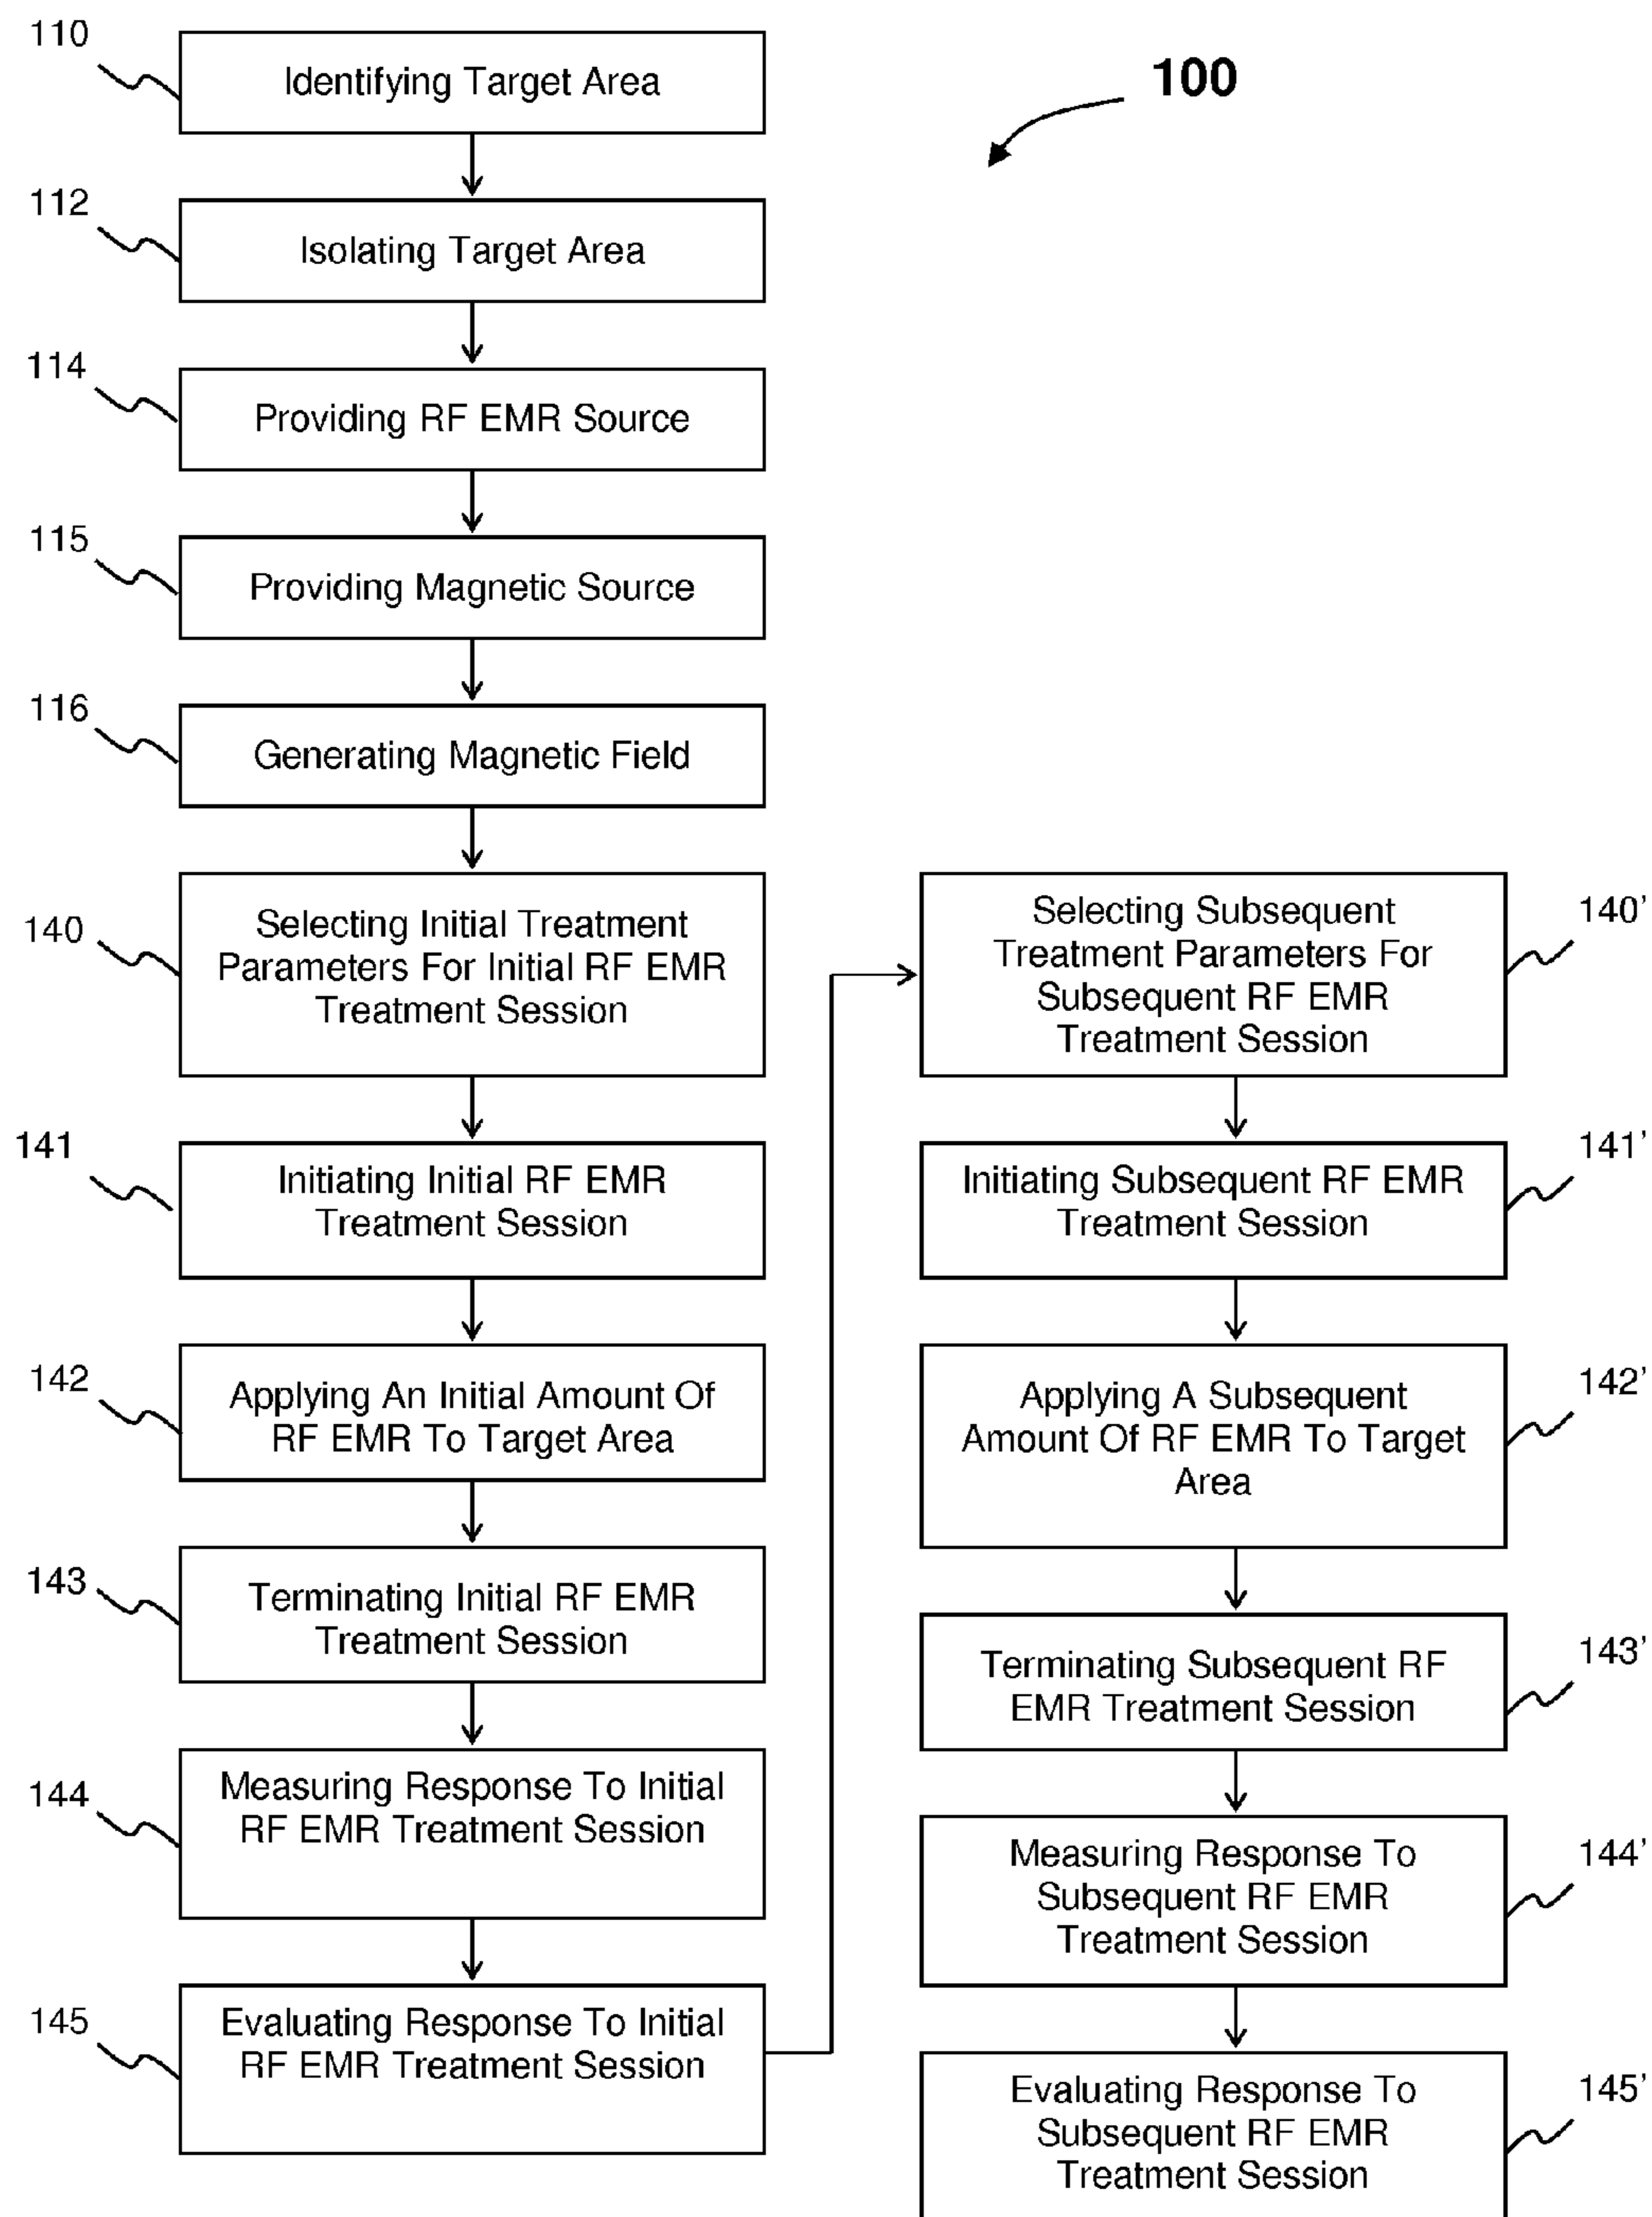 110
Identifying Target Area
100
112
Isolating Target Area
114
Providing RF EMR Source
115
Providing Magnetic Source
116
Generating Magnetic Field
140
Selecting Initial Treatment
Parameters For Initial RF EMR
Treatment Session
141
Initiating Initial RF EMR
Treatment Session
142
Applying An Initial Amount Of
RF EMR To Target Area
143
Terminating Initial RF EMR
Treatment Session
144
Measuring Response To Initial
RF EMR Treatment Session
145
Evaluating Response To Initial
RF EMR Treatment Session
Selecting Subsequent
Treatment Parameters For
Subsequent RF EMR
Treatment Session
140'
Initiating Subsequent RF EMR
Treatment Session
141'
Applying A Subsequent
Amount Of RF EMR To Target
Area
142'
Terminating Subsequent RF
EMR Treatment Session
143'
Measuring Response To
Subsequent RF EMR
Treatment Session
144'
Evaluating Response To
Subsequent RF EMR
Treatment Session
145'